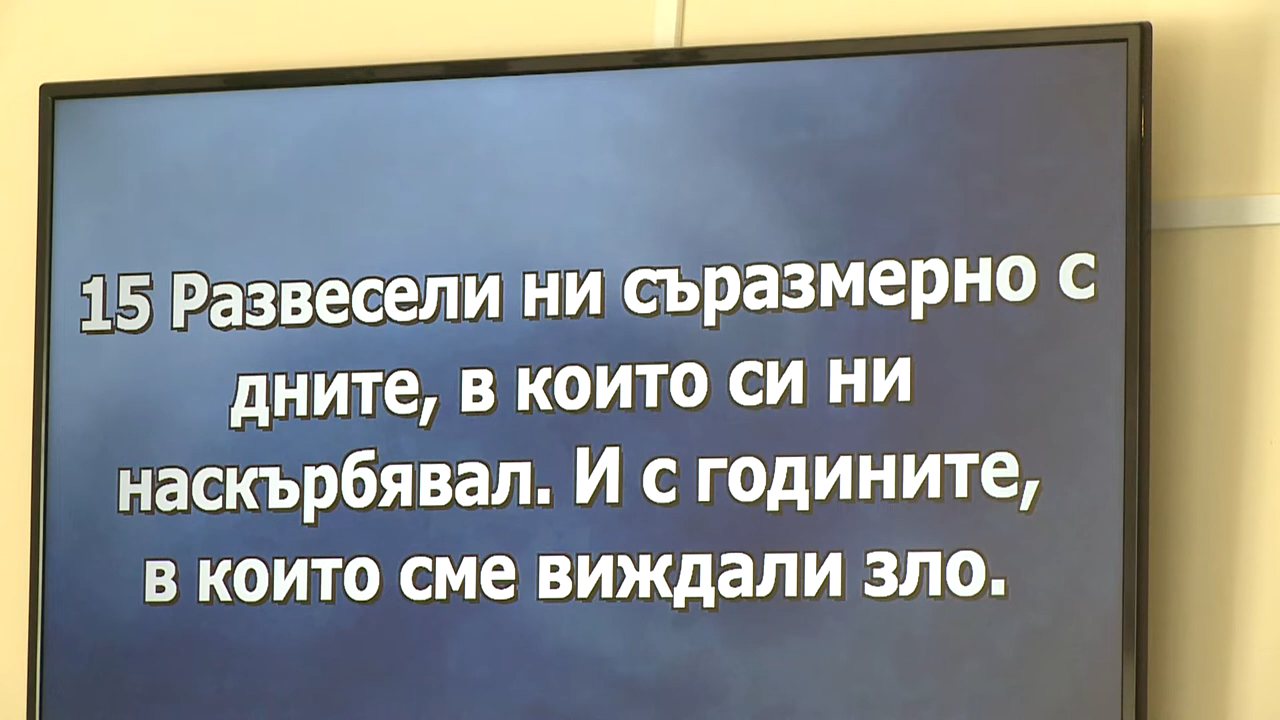 15 Развесели ни съразмерно с
дните, в които си ни
наскърбявал. И с годините,
в които сме виждали зло.